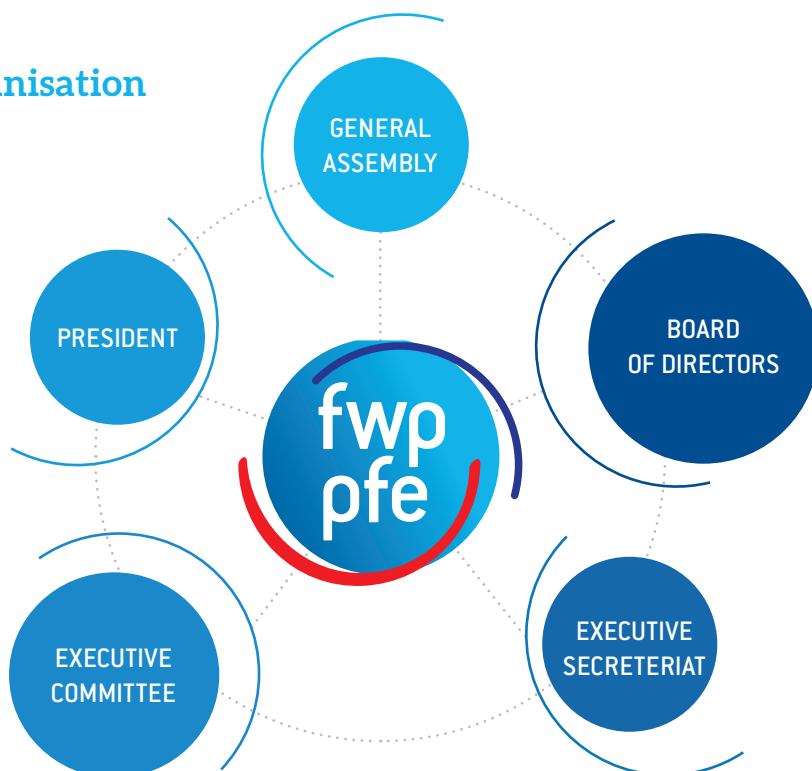 nisation
GENERAL
ASSEMBLY
PRESIDENT
BOARD
OF DIRECTORS
fwp
pfe
EXECUTIVE
COMMITTEE
EXECUTIVE
SECRETERIAT